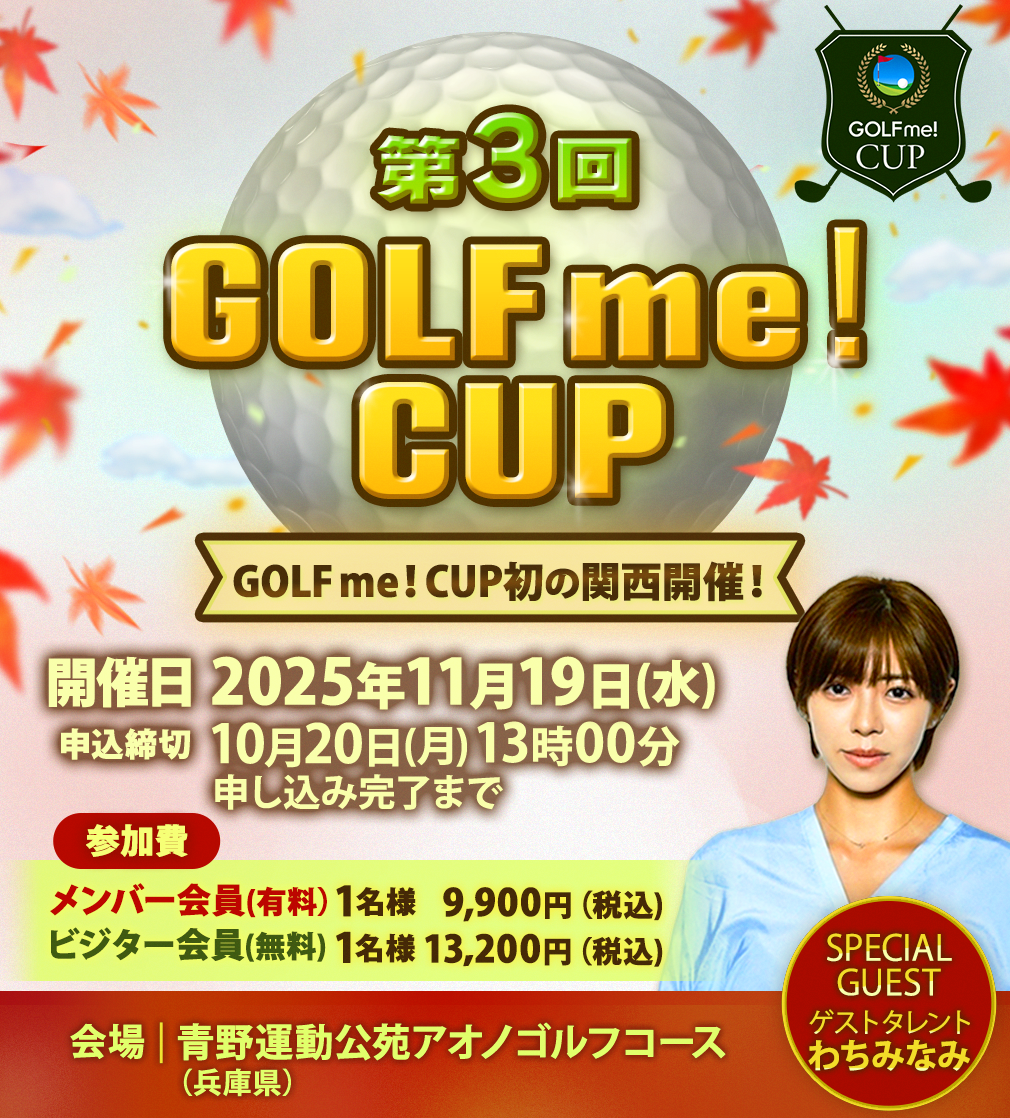 GOLFme!
CUP
第3回
GOLF me!
CUP
GOLF me! CUP初の関西開催!
開催日 2025年11月19日(水)
申込締切 10月20日(月) 13時00分
申し込み完了まで
参加費
メンバー会員(有料) 1名様 9,900円 (税込)
ビジター会員(無料) 1名様 13,200円 (税込)
SPECIAL
GUEST
ゲストタレント
わちみなみ
会場|青野運動公苑アオノゴルフコース
(兵庫県)